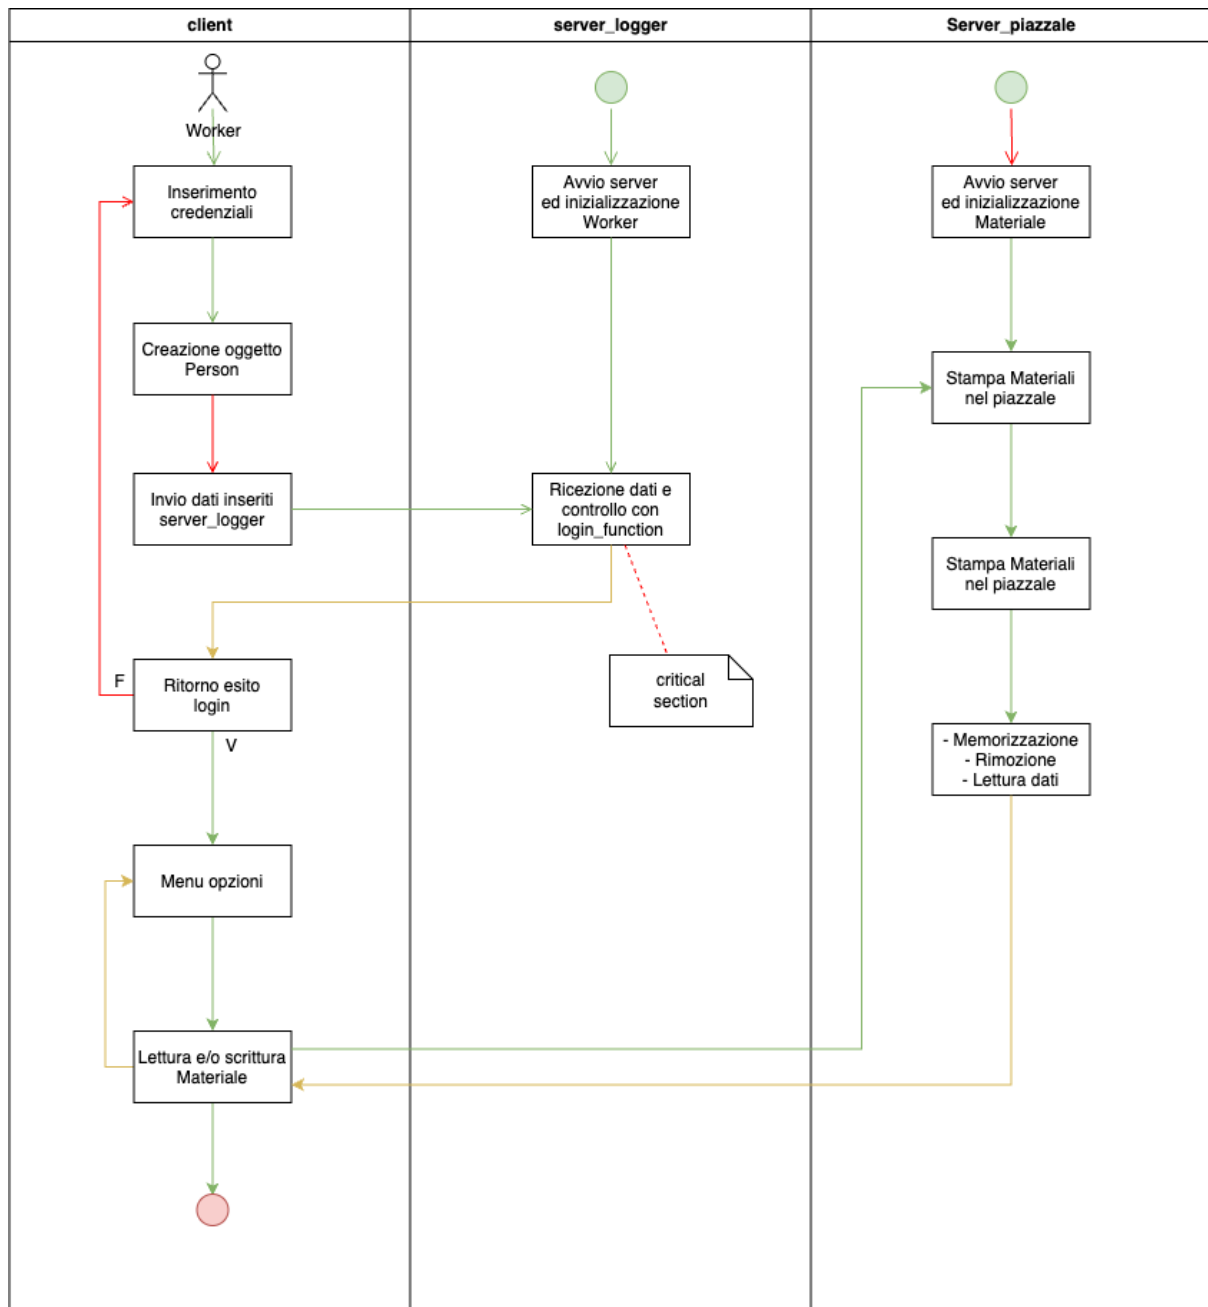 client
server_logger
Server_piazzale
Worker
Inserimento
credenziali
Avvio server
ed inizializzazione
Worker
Avvio server
ed inizializzazione
Materiale
Creazione oggetto
Person
Stampa Materiali
nel piazzale
Invio dati inseriti
server_logger
Ricezione dati e
controllo con
login_function
Stampa Materiali
nel piazzale
F
Ritorno esito
login
V
critical
section
- Memorizzazione
- Rimozione
- Lettura dati
Menu opzioni
Lettura e/o scrittura
Materiale